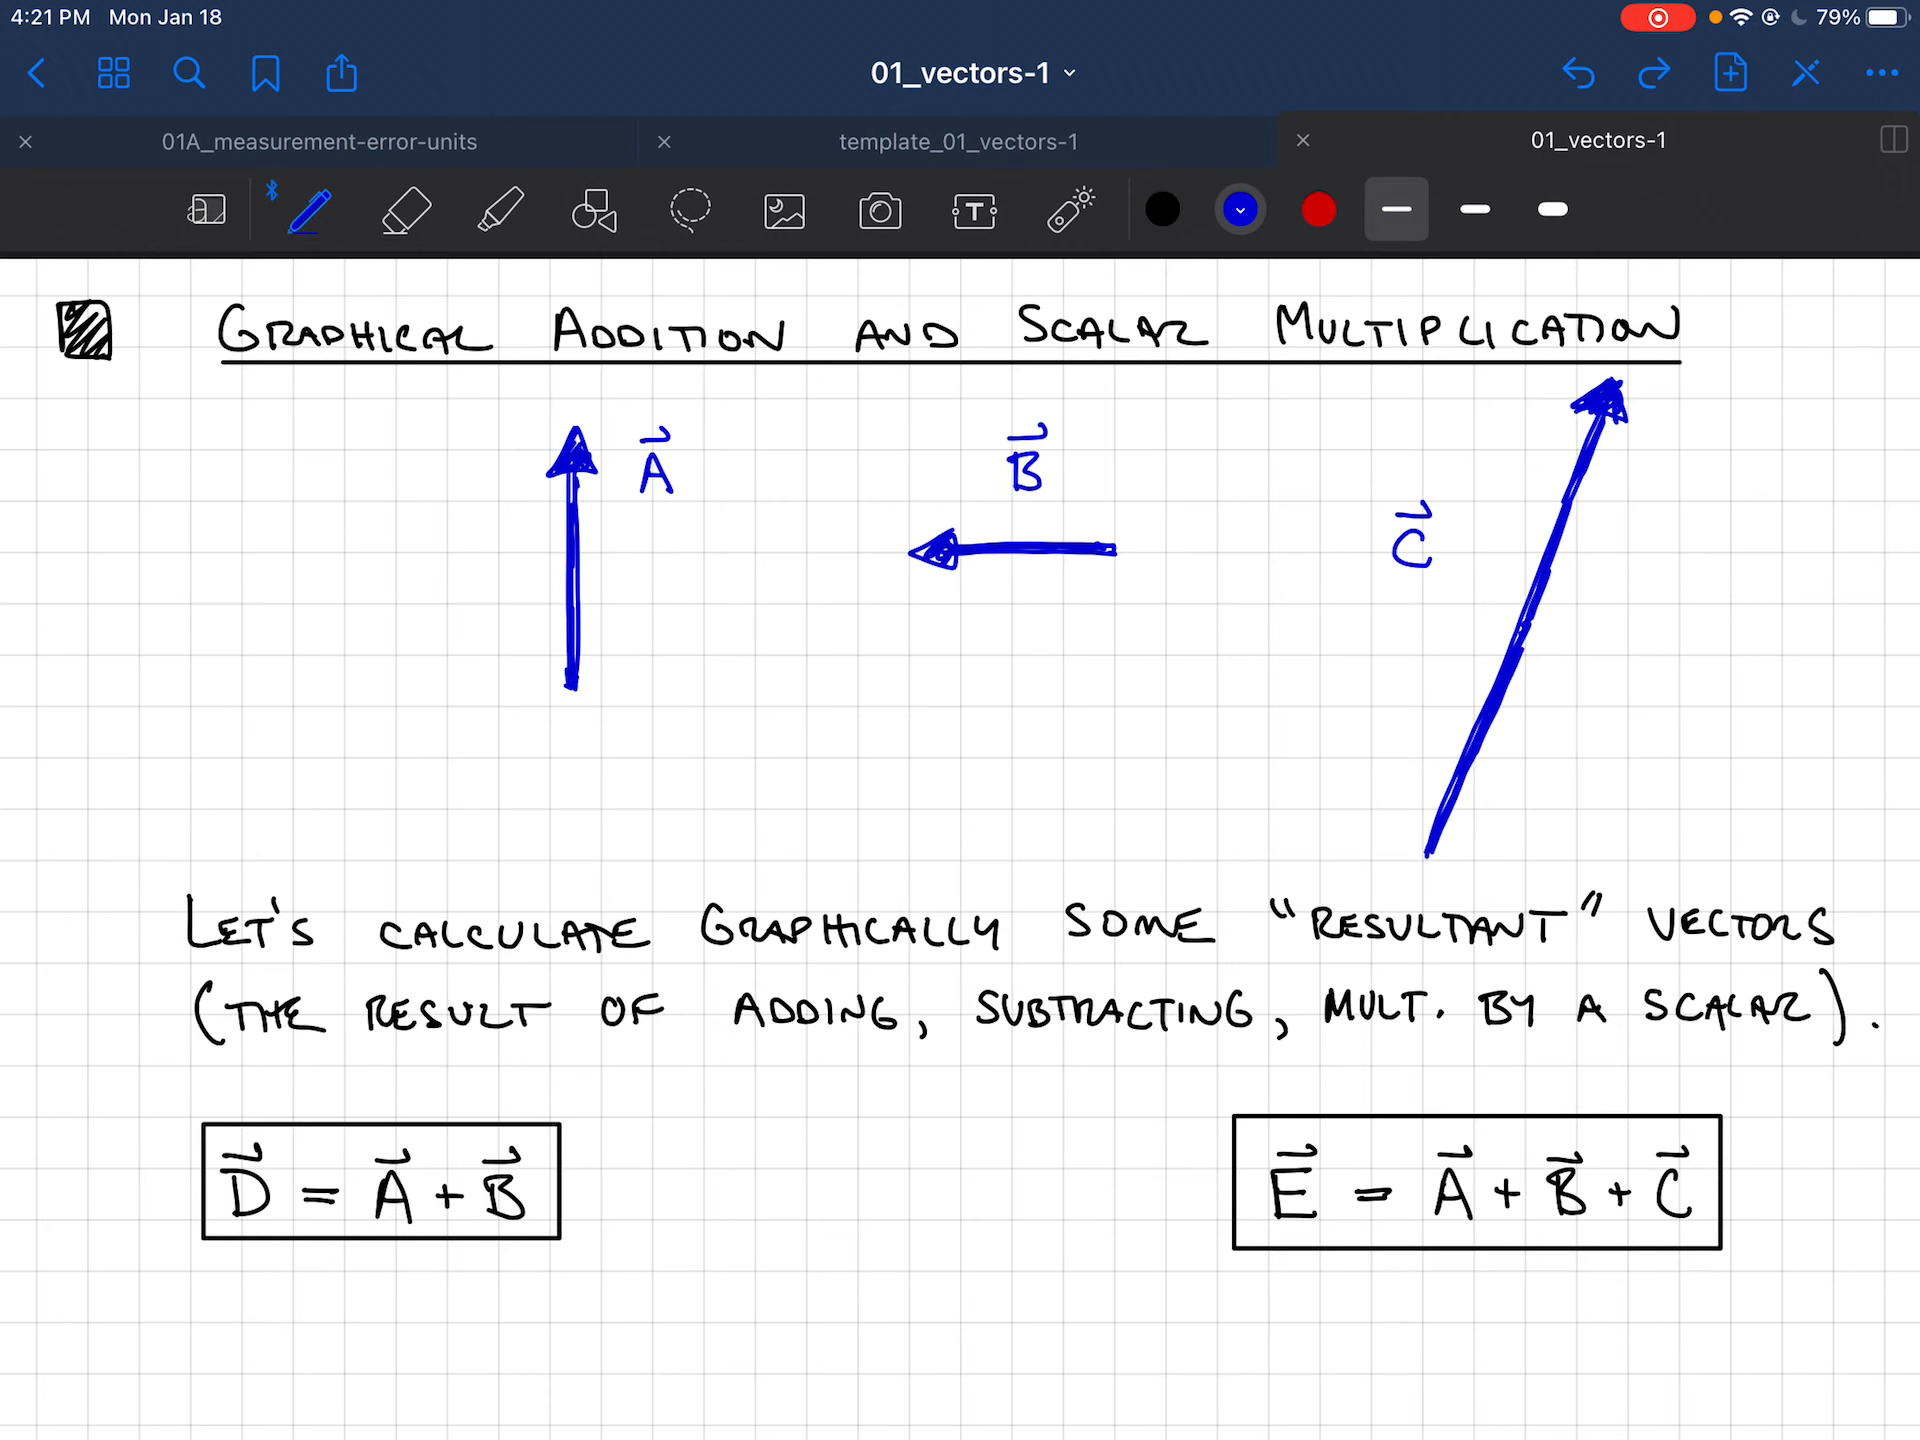 4:21 PM Mon Jan 18 79%
01_vectors-1
01A_measurement-error-units template_01_vectors-1 01_vectors-1
GRAPHICAL ADDITION AND SCALAR MULTIPLICATION
A⃗ B⃗
C⃗
LET'S CALCULATE GRAPHICALLY SOME "RESULTANT" VECTORS
(THE RESULT OF ADDING, SUBTRACTING, MULT. BY A SCALAR).
D⃗ = A⃗ + B⃗ E⃗ = A⃗ + B⃗ + C⃗